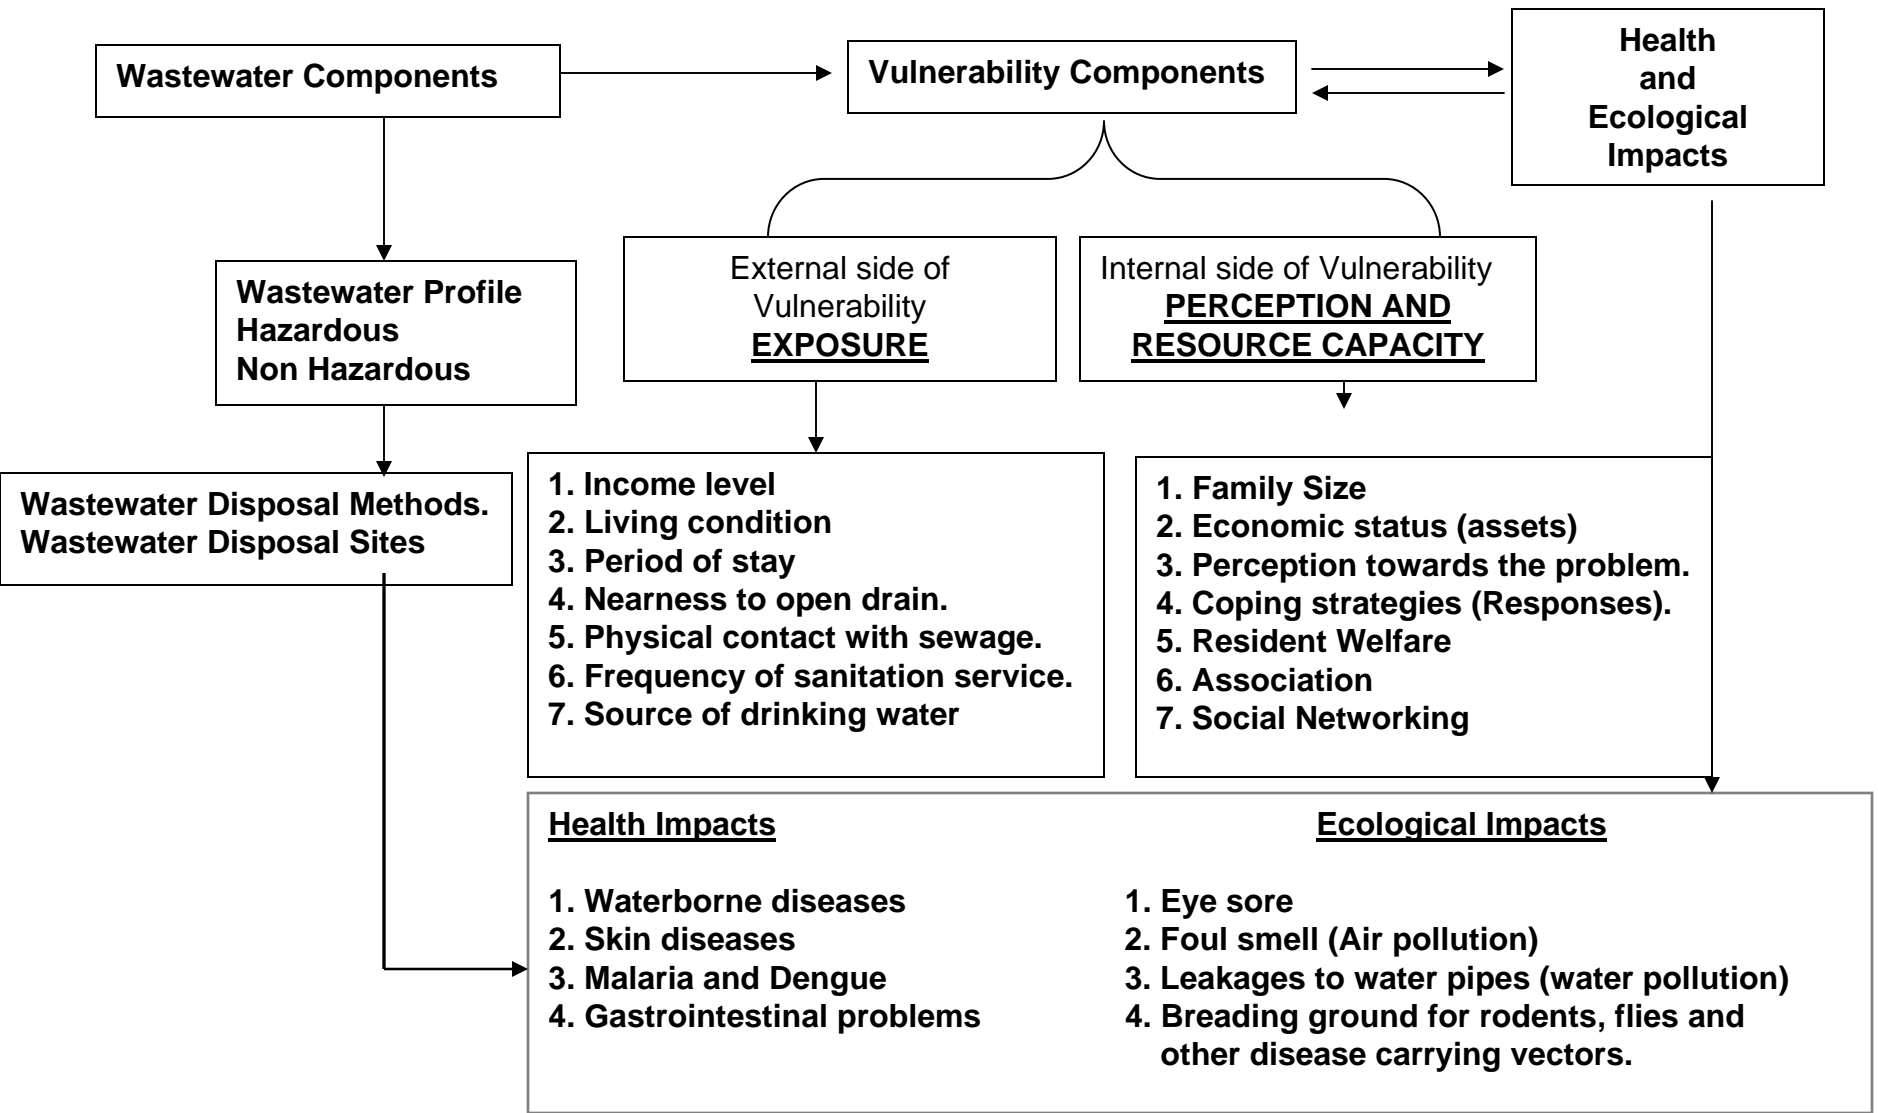 Wastewater Components
Vulnerability Components
Health
and
Ecological
Impacts
Wastewater Profile
Hazardous
Non Hazardous
External side of
Vulnerability
EXPOSURE
Internal side of Vulnerability
PERCEPTION AND
RESOURCE CAPACITY
Wastewater Disposal Methods.
Wastewater Disposal Sites
1. Income level
2. Living condition
3. Period of stay
4. Nearness to open drain.
5. Physical contact with sewage.
6. Frequency of sanitation service.
7. Source of drinking water
1. Family Size
2. Economic status (assets)
3. Perception towards the problem.
4. Coping strategies (Responses).
5. Resident Welfare
6. Association
7. Social Networking
Health Impacts
1. Waterborne diseases
2. Skin diseases
3. Malaria and Dengue
4. Gastrointestinal problems
Ecological Impacts
1. Eye sore
2. Foul smell (Air pollution)
3. Leakages to water pipes (water pollution)
4. Breading ground for rodents, flies and
other disease carrying vectors.